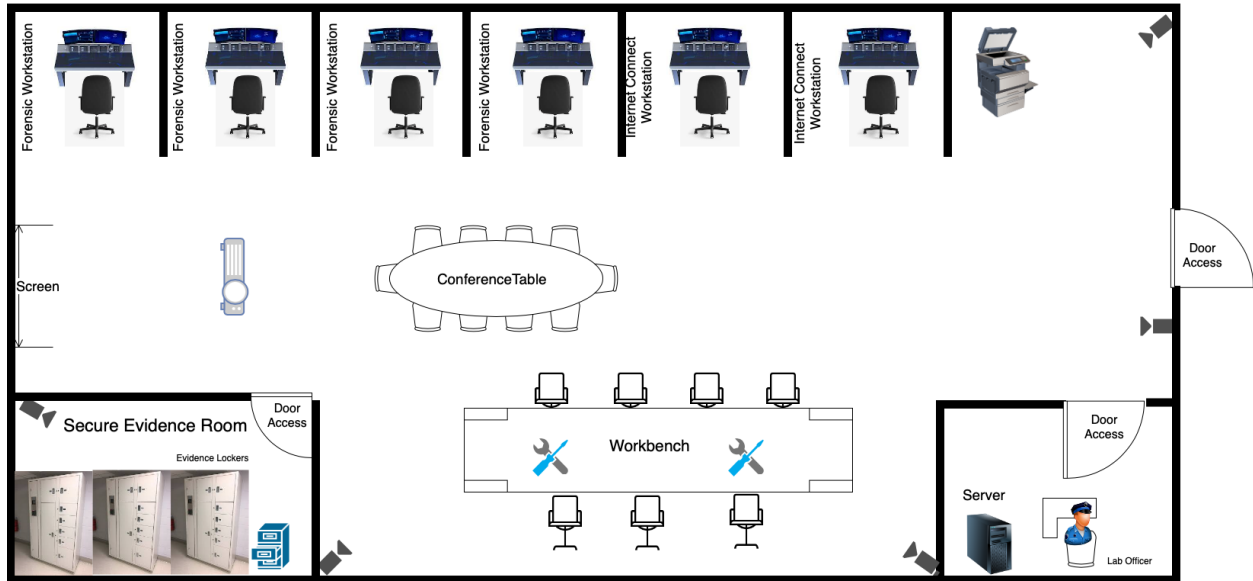 Forensic Workstation
Forensic Workstation
Forensic Workstation
Forensic Workstation
Internet Connect
Workstation
Internet Connect
Workstation
Door
Access
Screen
ConferenceTable
Secure Evidence Room
Door
Access
Evidence Lockers
Workbench
Door
Access
Server
Lab Officer